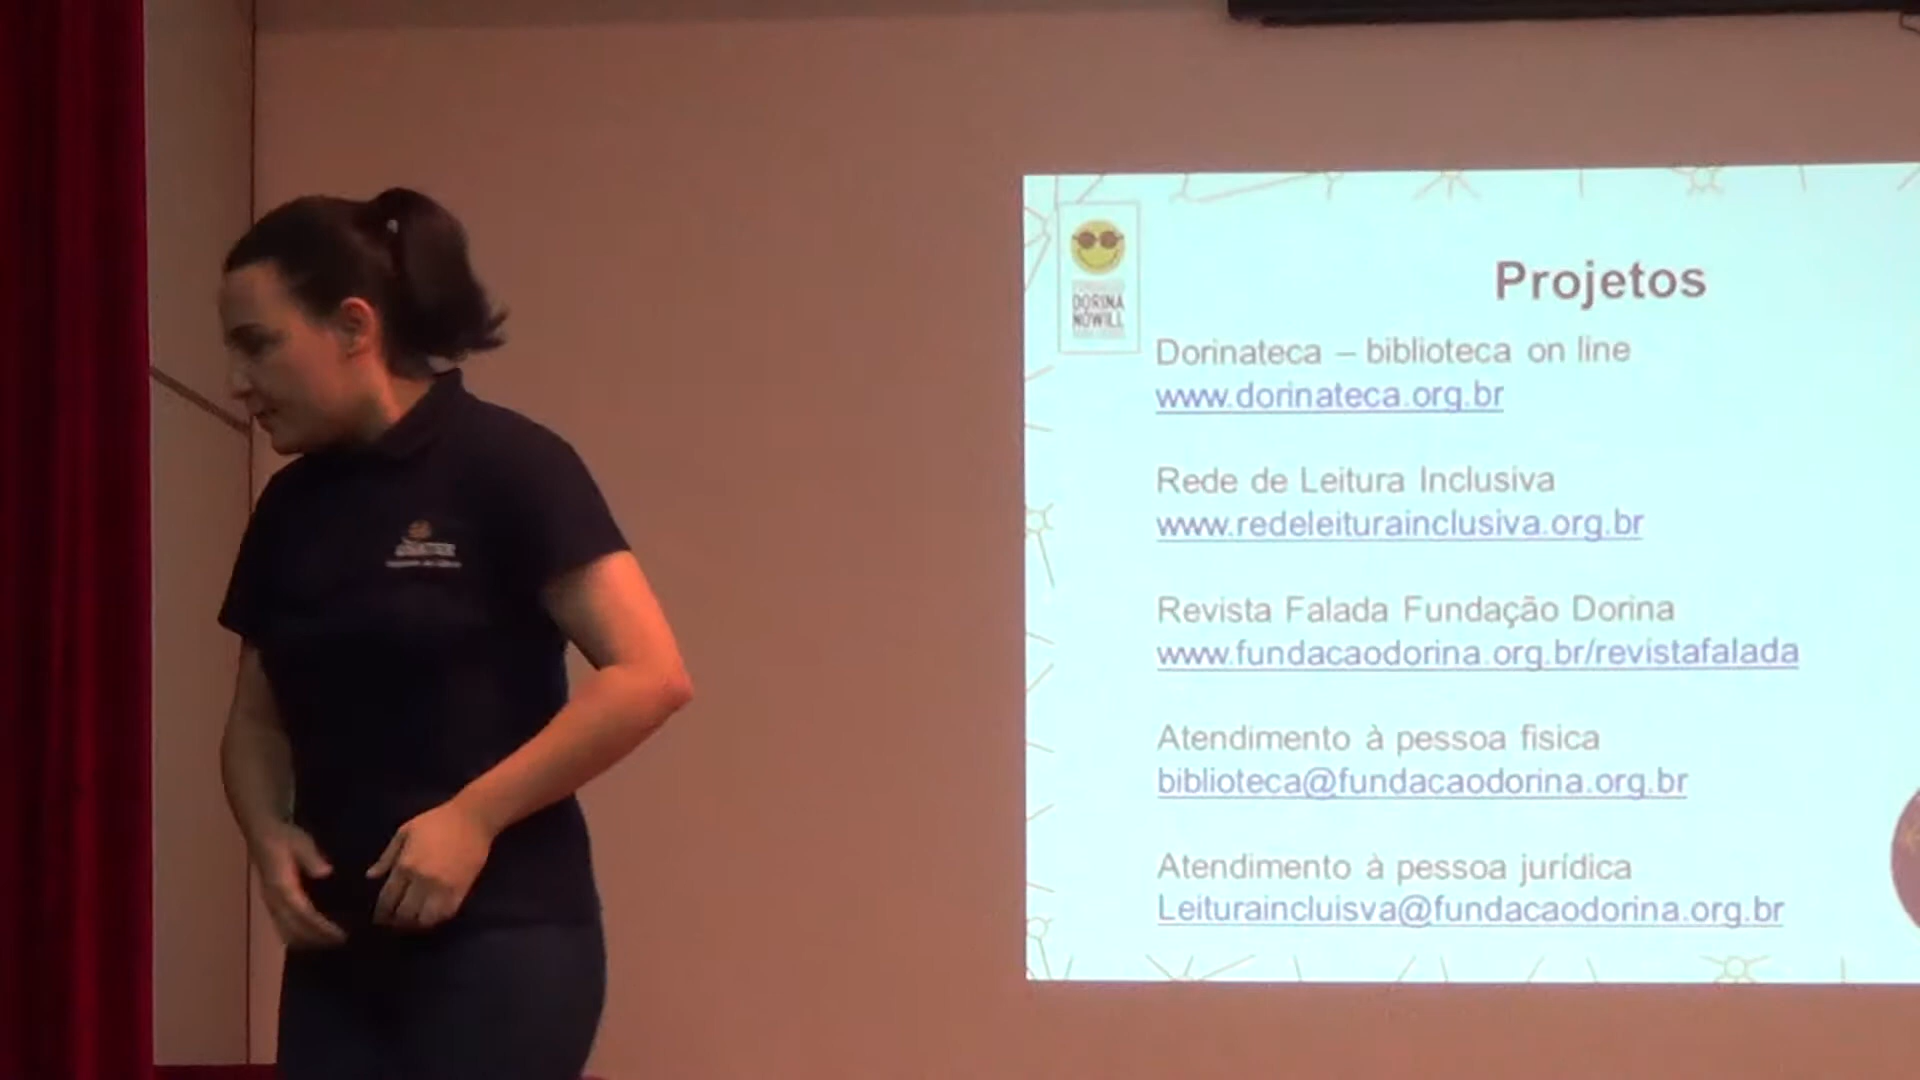 DORINA
NOWILL
Projetos
Dorinateca – biblioteca on line
www.dorinateca.org.br
Rede de Leitura Inclusiva
www.redeleiturainclusiva.org.br
Revista Falada Fundação Dorina
www.fundacaodorina.org.br/revistafalada
Atendimento à pessoa fisica
biblioteca@fundacaodorina.org.br
Atendimento à pessoa jurídica
Leituraincluisva@fundacaodorina.org.br